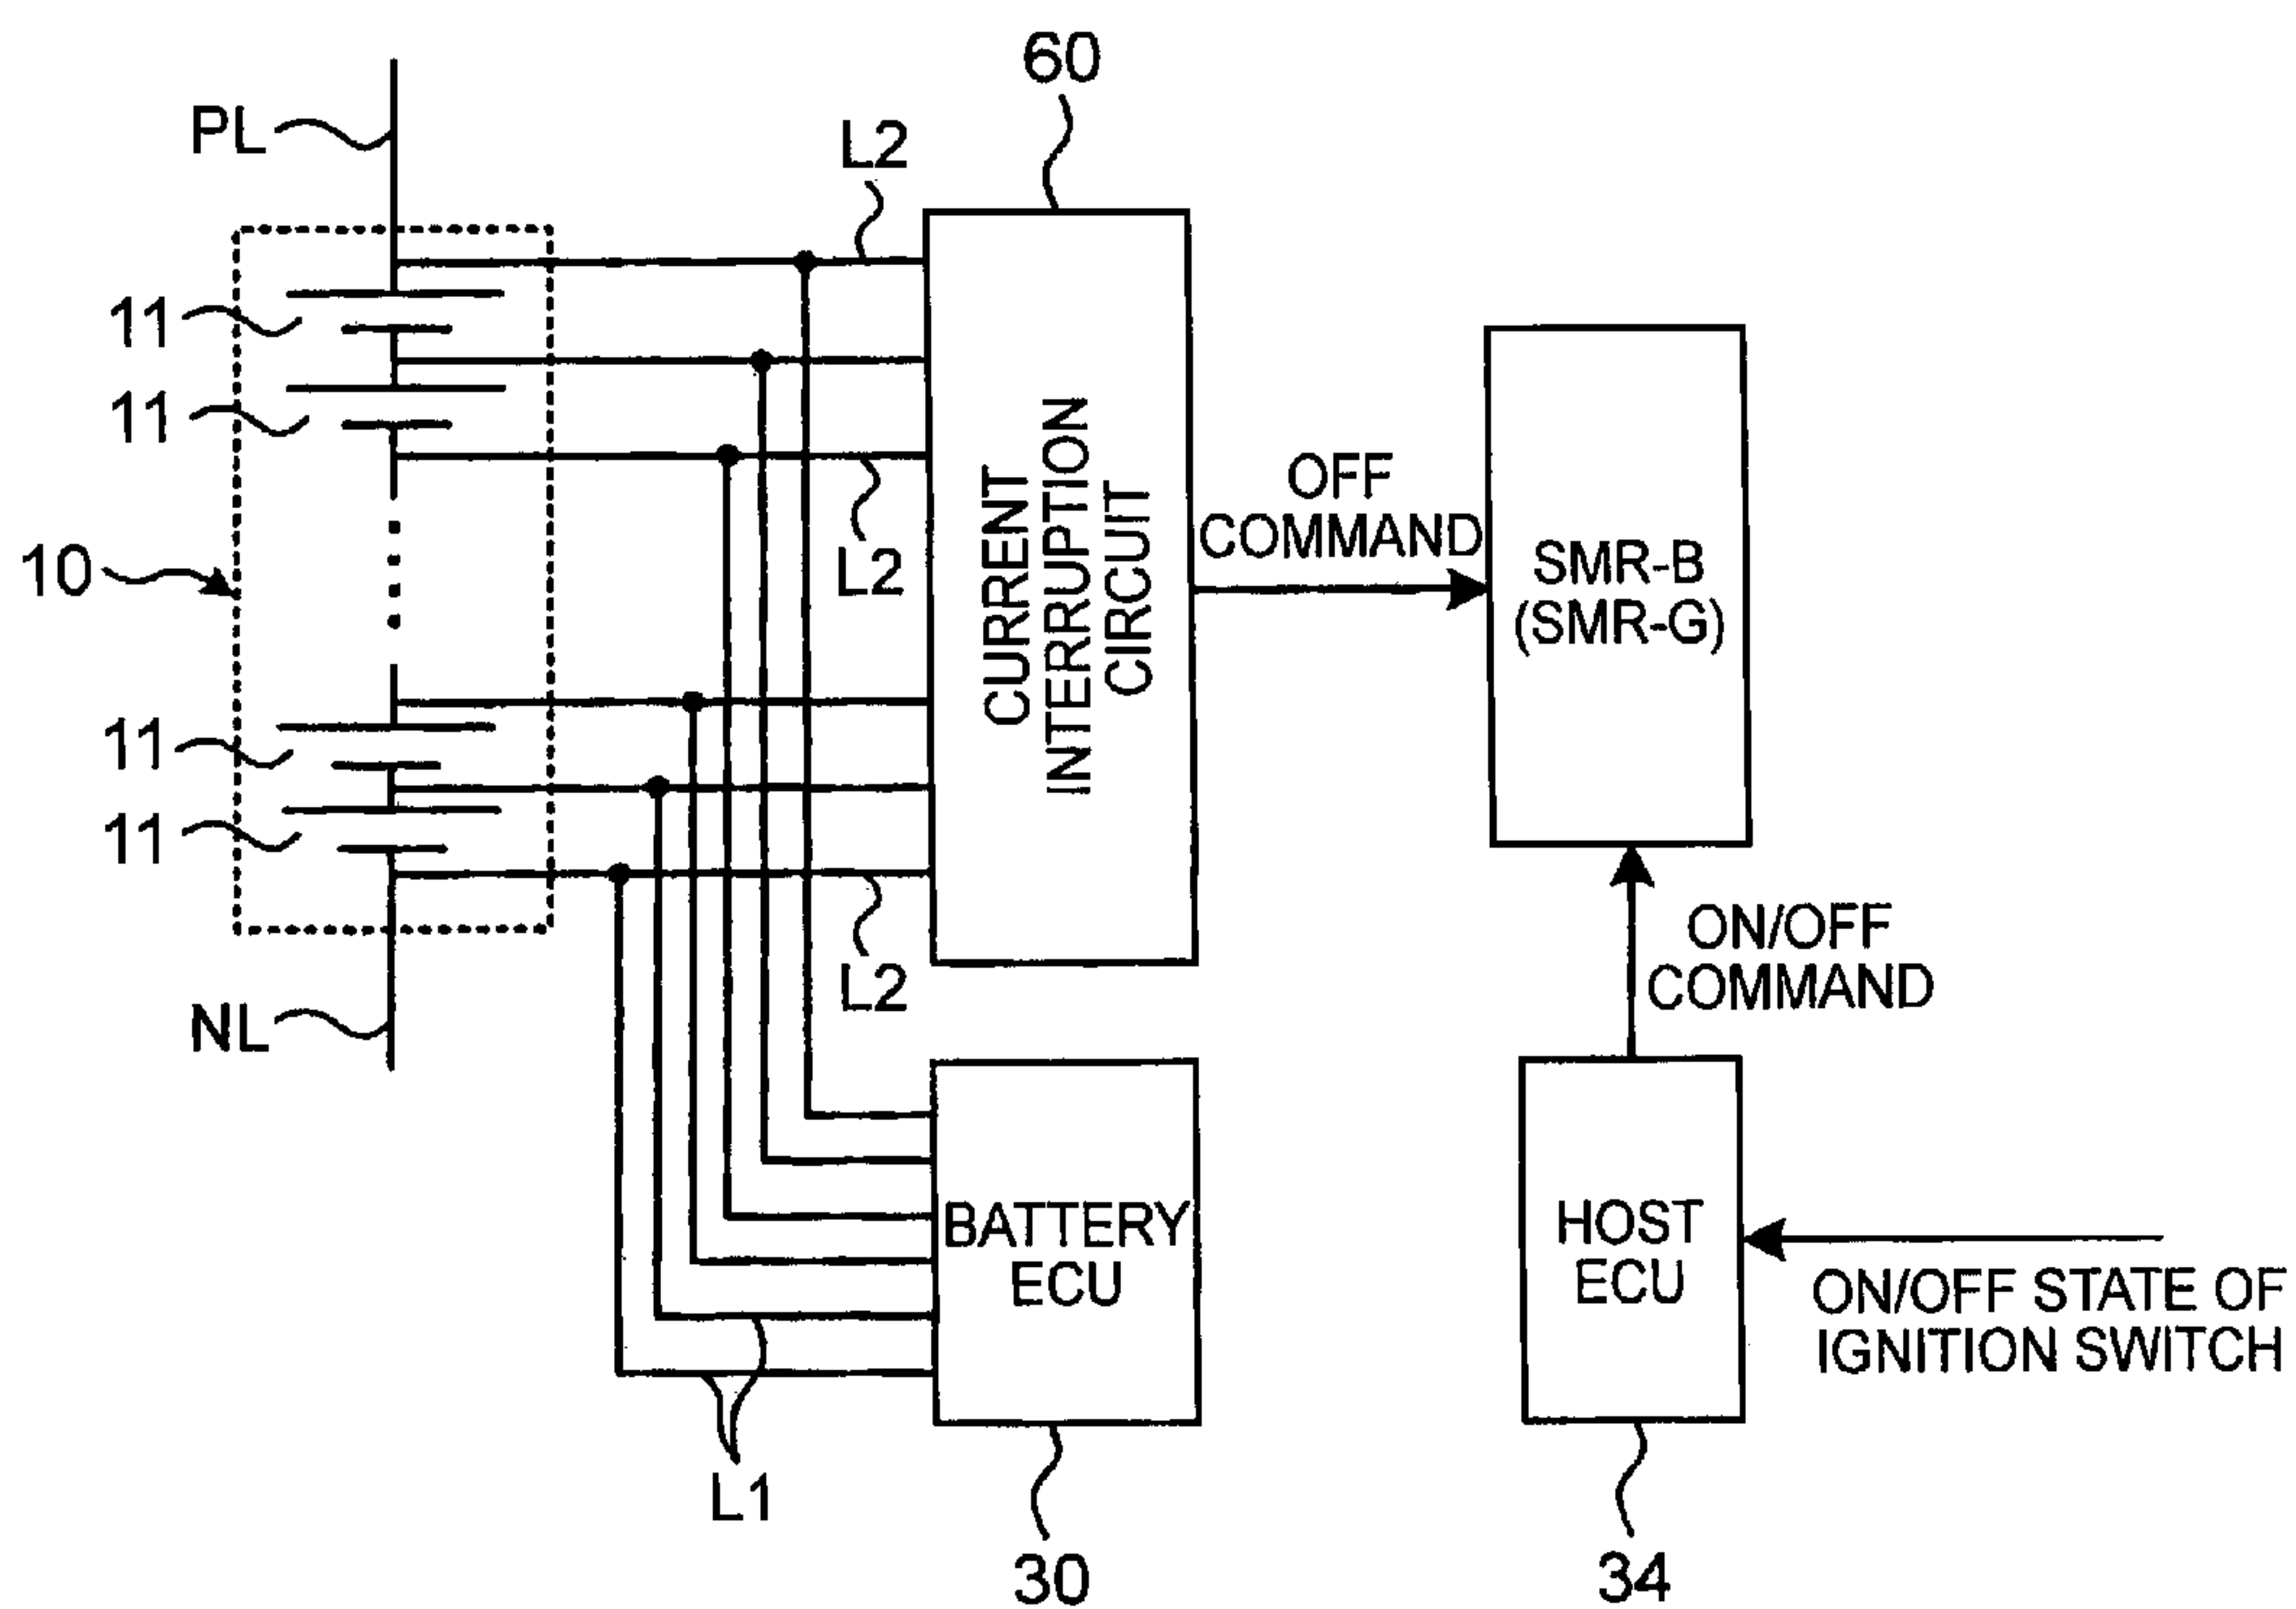 60
PL
L2
11
11
CURRENT
INTERRUPTION
CIRCUIT
OFF
COMMAND
10
L2
SMR-B
(SMR-G)
11
11
L2
NL
ON/OFF
COMMAND
BATTERY
ECU
HOST
ECU
ON/OFF STATE OF
IGNITION SWITCH
L1
30
34